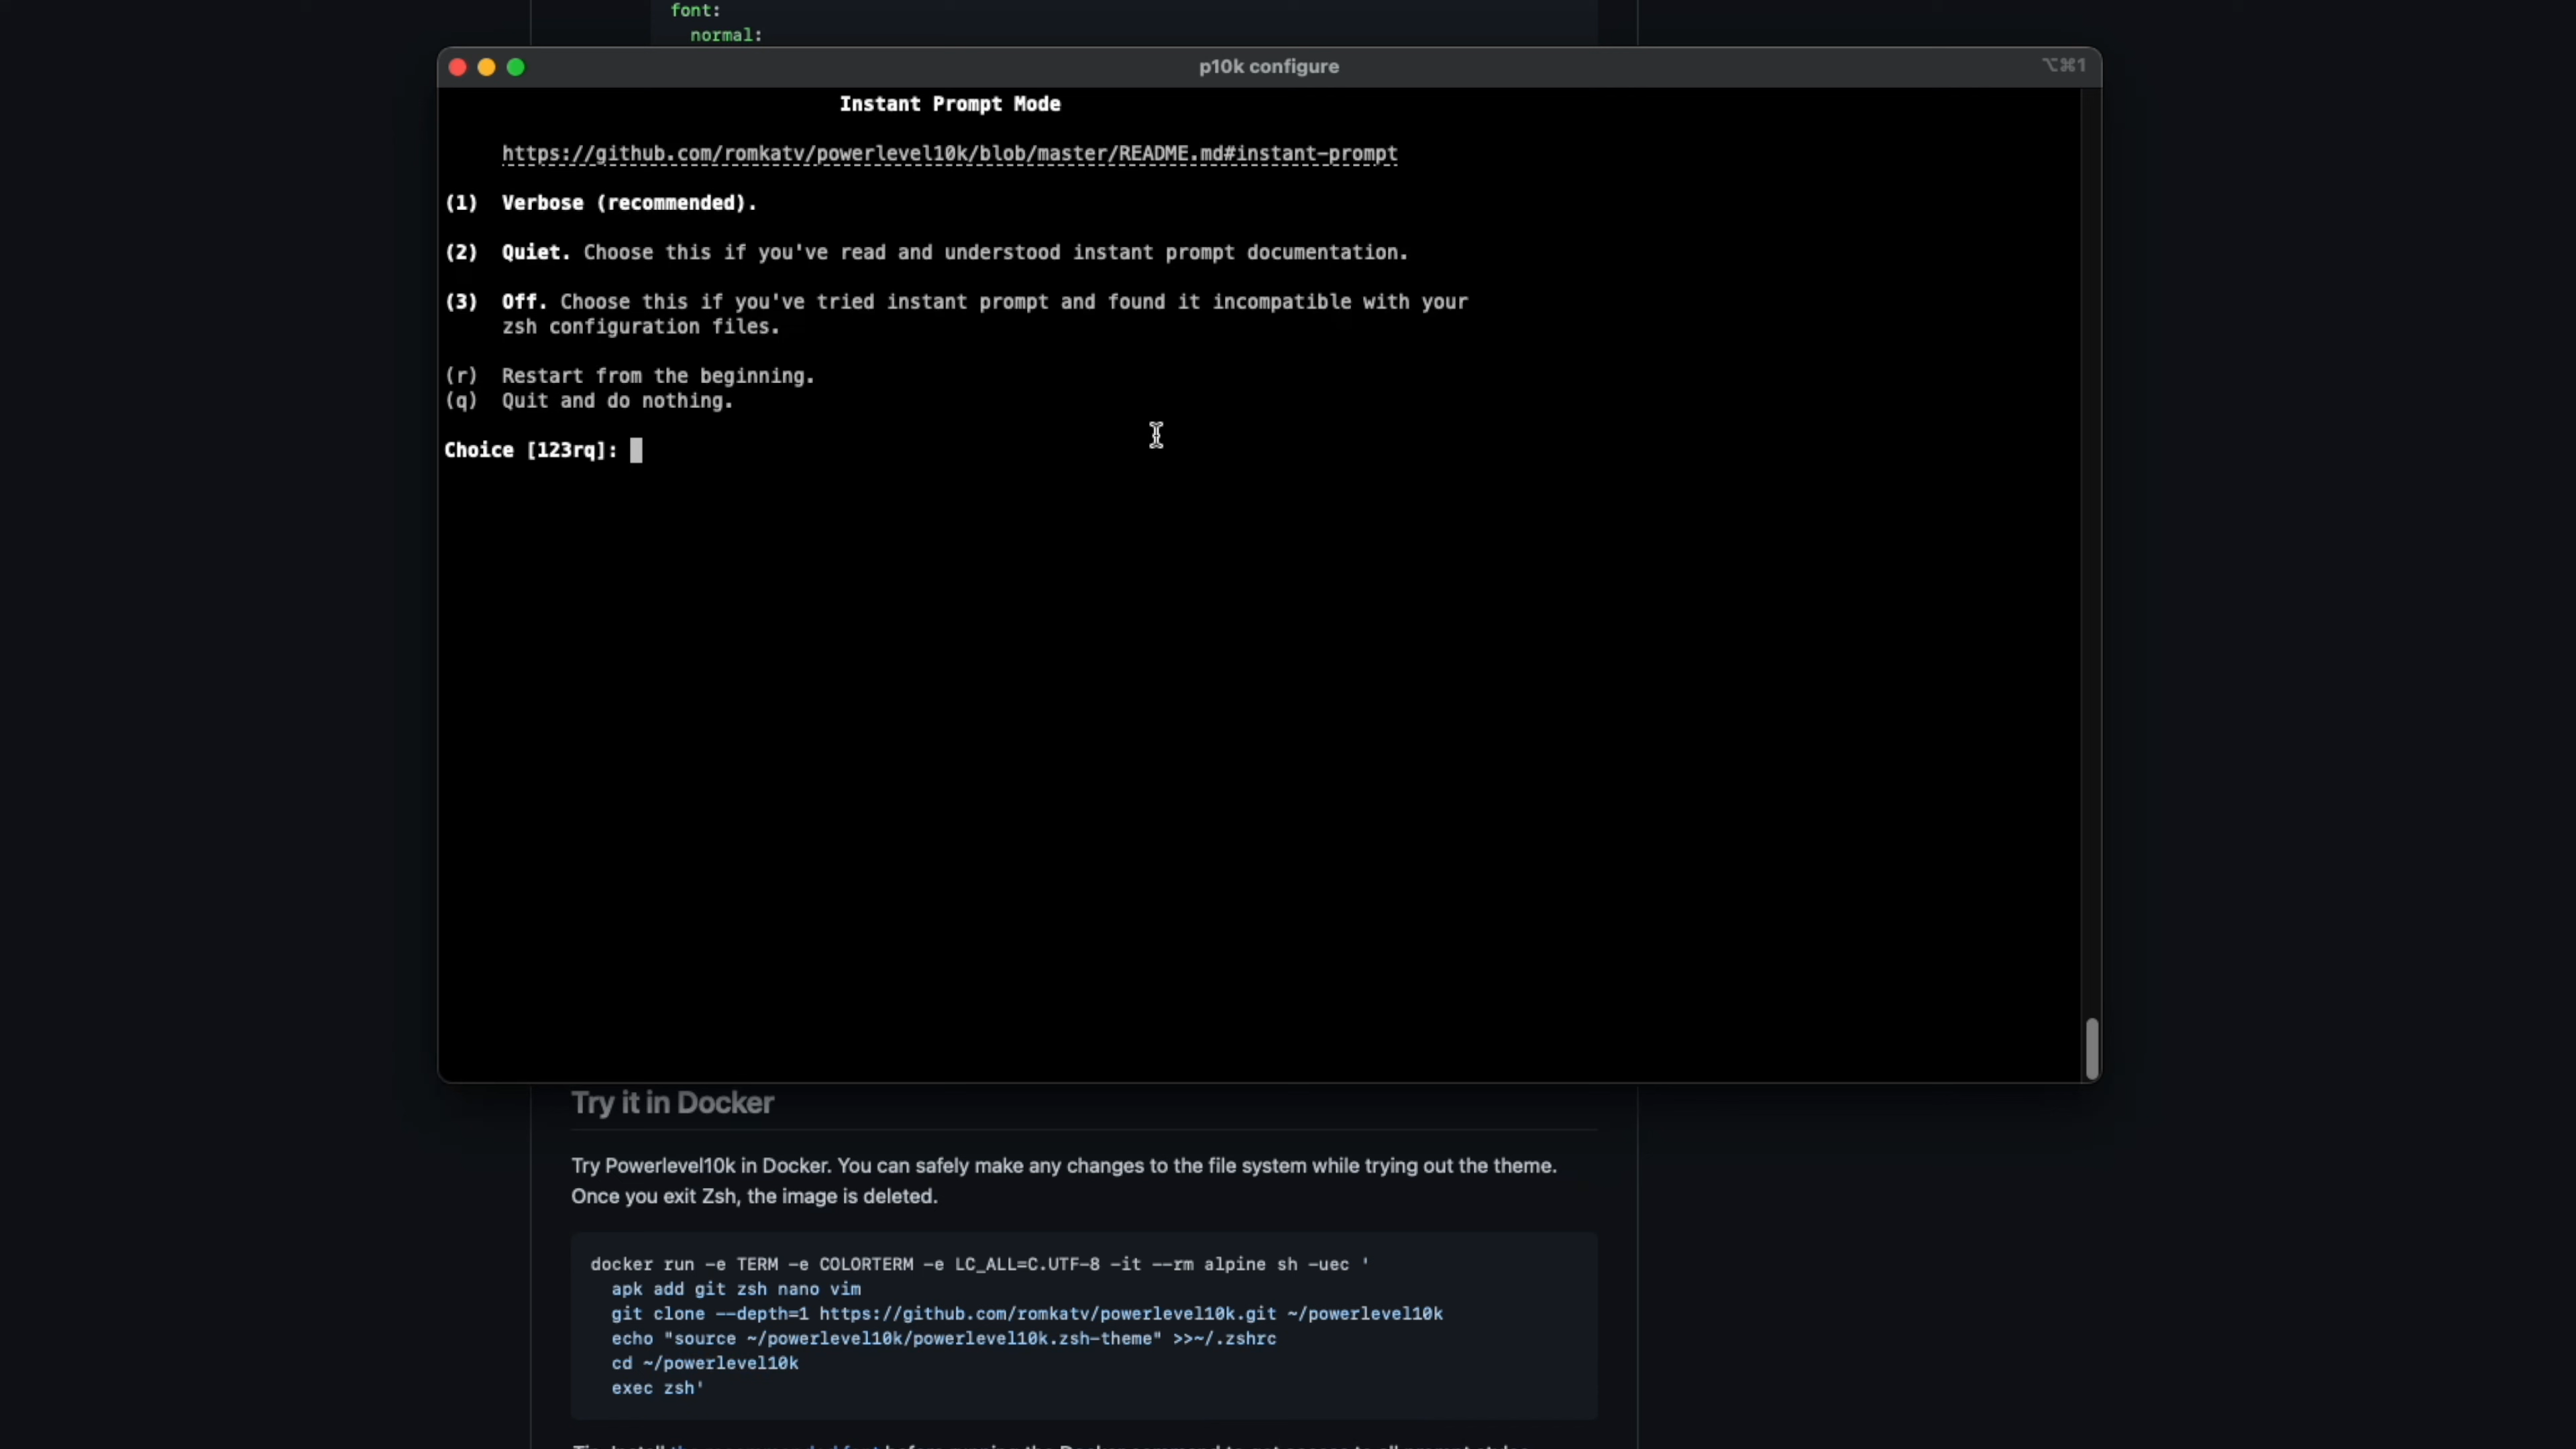 font:
normal:
p10k configure
⌥⌘1
Instant Prompt Mode
https://github.com/romkatv/powerlevel10k/blob/master/README.md#instant-prompt
(1) Verbose (recommended).
(2) Quiet. Choose this if you've read and understood instant prompt documentation.
(3) Off. Choose this if you've tried instant prompt and found it incompatible with your
zsh configuration files.
(r) Restart from the beginning.
(q) Quit and do nothing.
Choice [123rq]:
Try it in Docker
Try Powerlevel10k in Docker. You can safely make any changes to the file system while trying out the theme.
Once you exit Zsh, the image is deleted.
docker run -e TERM -e COLORTERM -e LC_ALL=C.UTF-8 -it --rm alpine sh -uec '
apk add git zsh nano vim
git clone --depth=1 https://github.com/romkatv/powerlevel10k.git ~/powerlevel10k
echo "source ~/powerlevel10k/powerlevel10k.zsh-theme" >>~/.zshrc
cd ~/powerlevel10k
exec zsh'